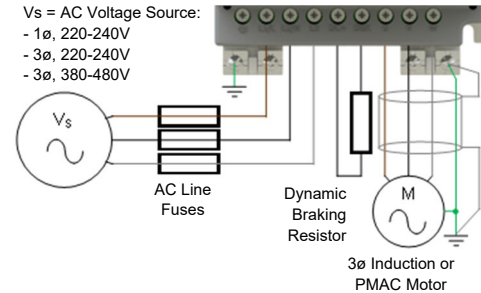 Vs = AC Voltage Source:
- 1ø, 220-240V
- 3ø, 220-240V
- 3ø, 380-480V
Vs
AC Line
Fuses
Dynamic
Braking
Resistor
M
3ø Induction or
PMAC Motor